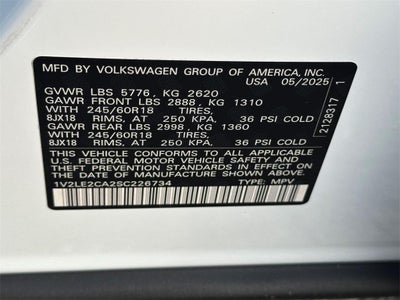 MFD BY VOLKSWAGEN GROUP OF AMERICA, INC.
USA 05/2025
GVWR LBS 5776, KG 2620
GAWR FRONT LBS 2888, KG 1310
WITH 245/60R18 TIRES,
8JX18 RIMS, AT 250 KPA, 36 PSI COLD
GAWR REAR LBS 2998, KG 1360
WITH 245/60R18 TIRES,
8JX18 RIMS, AT 250 KPA, 36 PSI COLD
THIS VEHICLE CONFORMS TO ALL APPLICABLE
U.S. FEDERAL MOTOR VEHICLE SAFETY AND
THEFT PREVENTION STANDARDS IN EFFECT ON
THE DATE OF MANUFACTURE SHOWN ABOVE.
1V2LE2CA2SC226734 TYPE: MPV
2128317 1